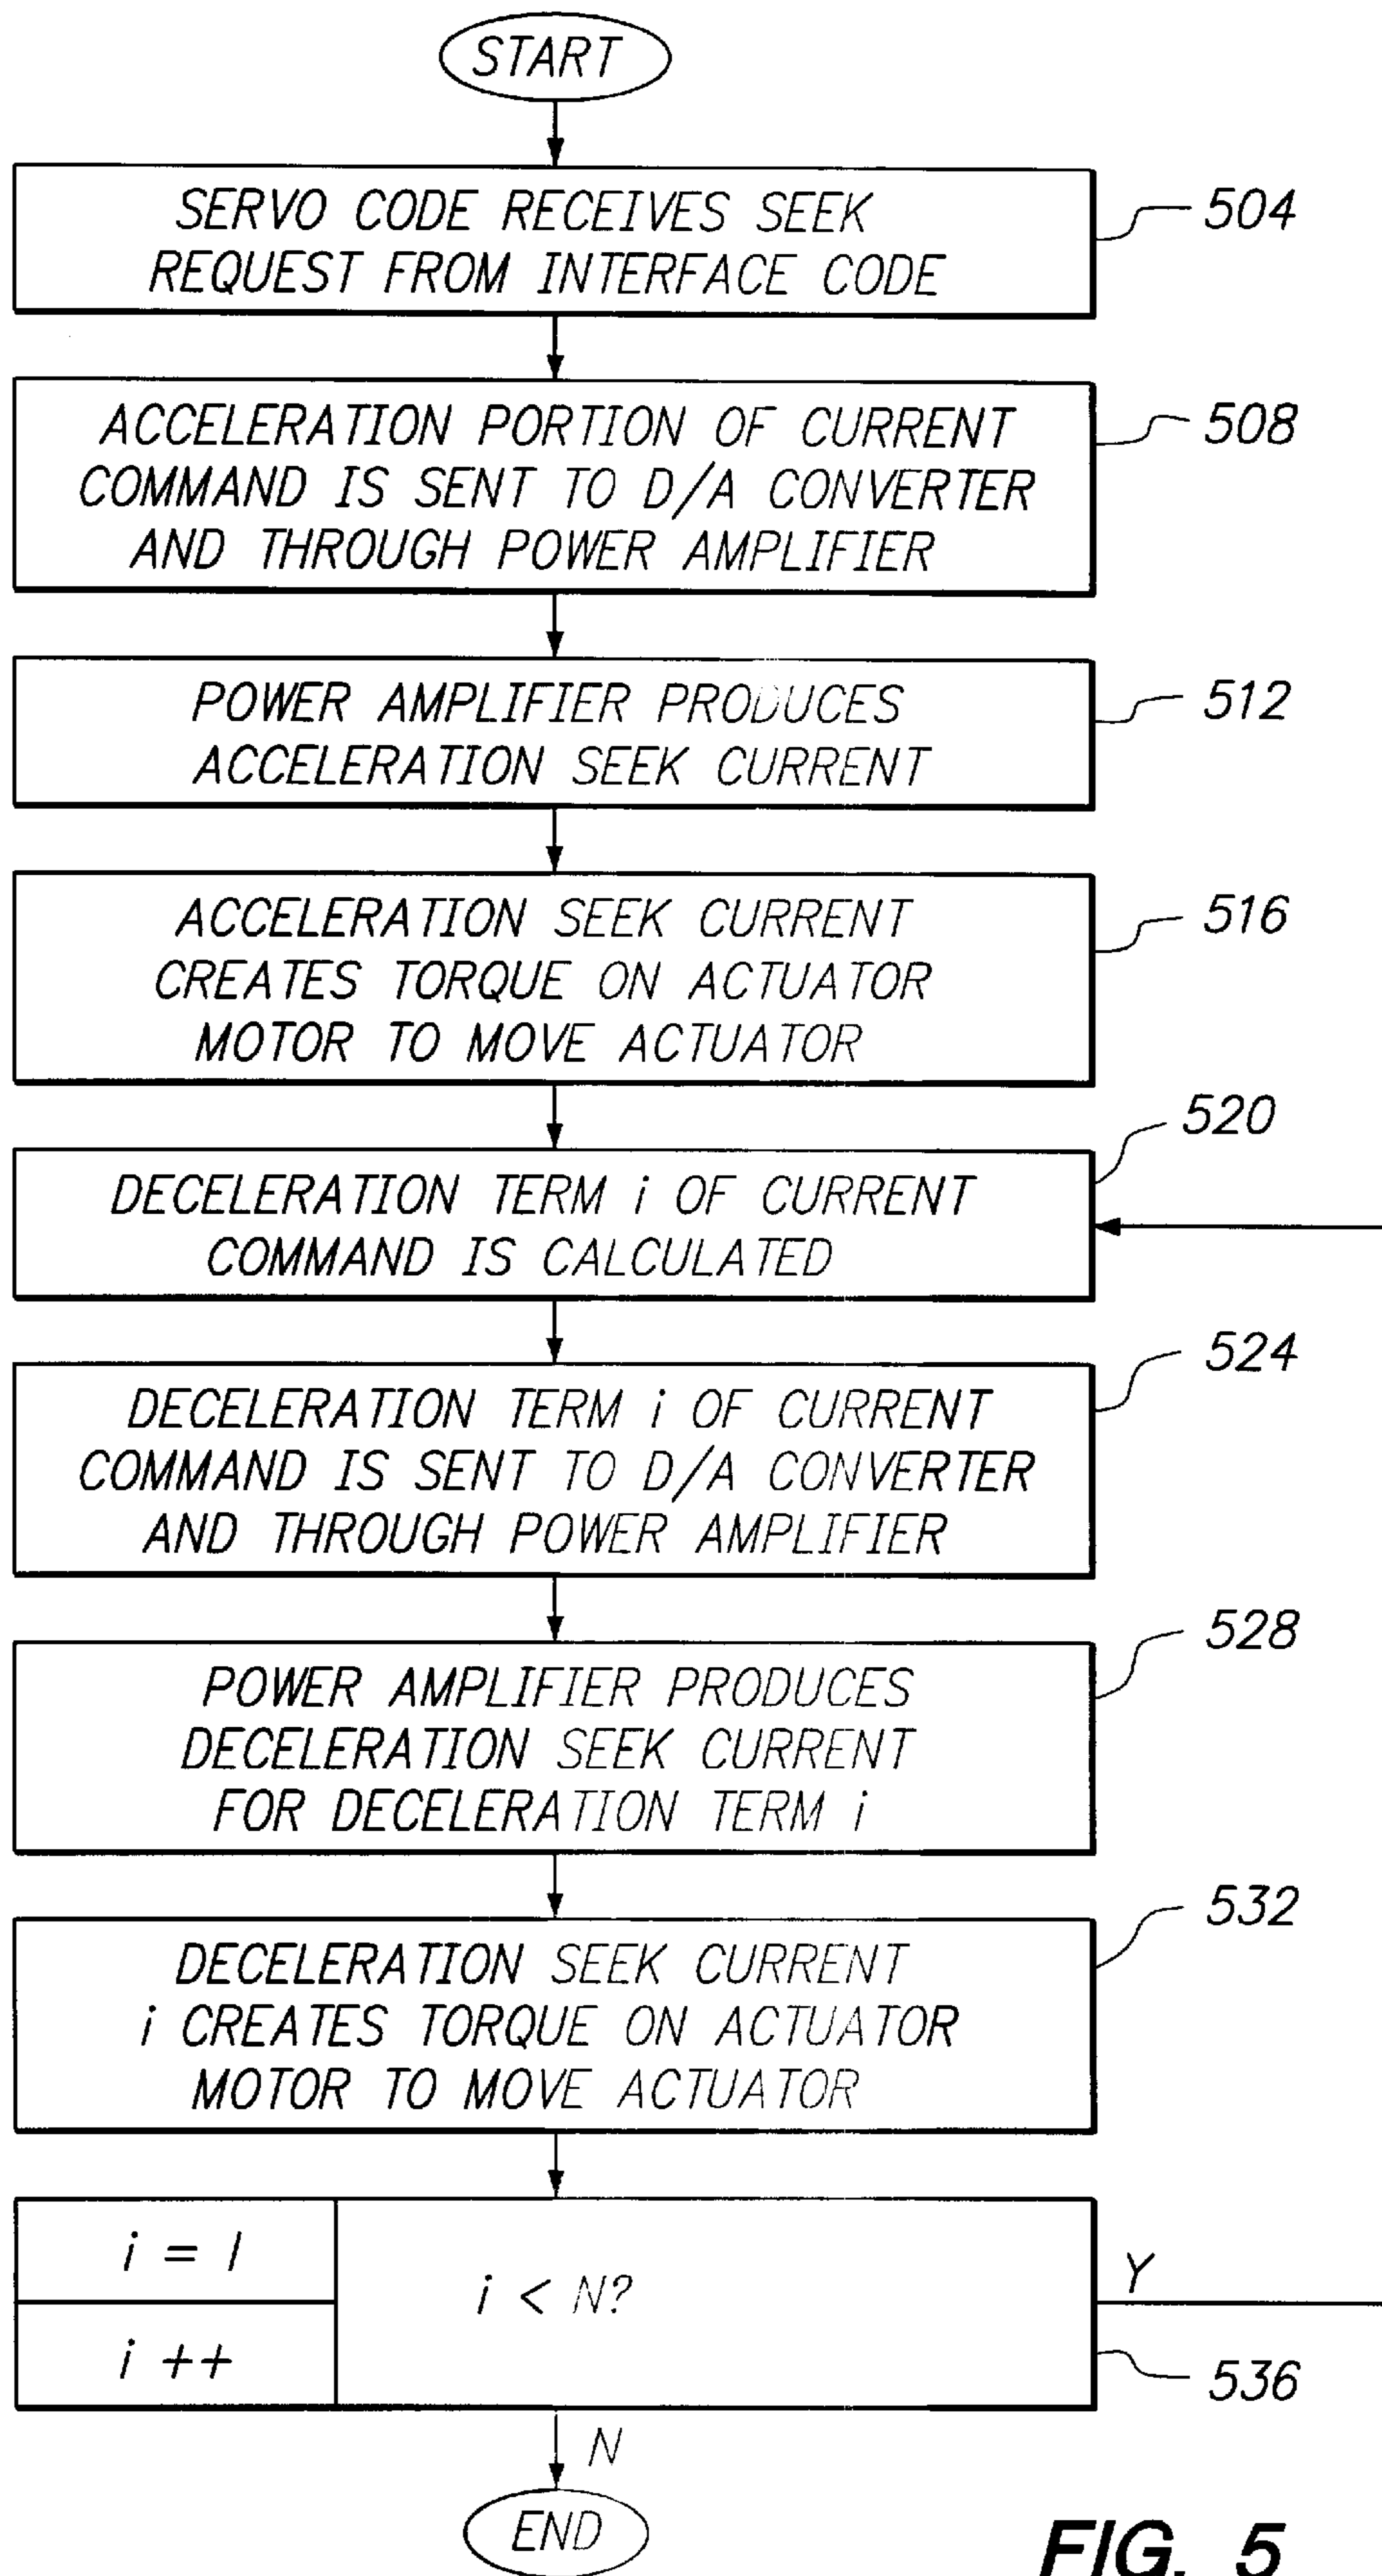 START
SERVO CODE RECEIVES SEEK
REQUEST FROM INTERFACE CODE
504
ACCELERATION PORTION OF CURRENT
COMMAND IS SENT TO D/A CONVERTER
AND THROUGH POWER AMPLIFIER
508
POWER AMPLIFIER PRODUCES
ACCELERATION SEEK CURRENT
512
ACCELERATION SEEK CURRENT
CREATES TORQUE ON ACTUATOR
MOTOR TO MOVE ACTUATOR
516
520
DECELERATION TERM i OF CURRENT
COMMAND IS CALCULATED
524
DECELERATION TERM i OF CURRENT
COMMAND IS SENT TO D/A CONVERTER
AND THROUGH POWER AMPLIFIER
528
POWER AMPLIFIER PRODUCES
DECELERATION SEEK CURRENT
FOR DECELERATION TERM i
532
DECELERATION SEEK CURRENT
i CREATES TORQUE ON ACTUATOR
MOTOR TO MOVE ACTUATOR
i = 1
i ++
i < N?
Y
536
N
END
FIG. 5